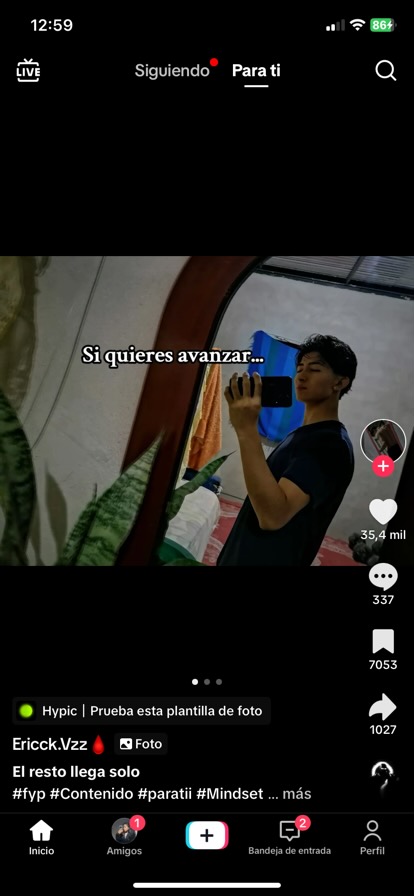 12:59
86
LIVE
Siguiendo
Para ti
Si quieres avanzar...
35,4 mil
337
7053
1027
Hypic | Prueba esta plantilla de foto
Ericck.Vzz🩸
Foto
El resto llega solo
#fyp #Contenido #paratii #Mindset ... más
1
2
Inicio
Amigos
Bandeja de entrada
Perfil